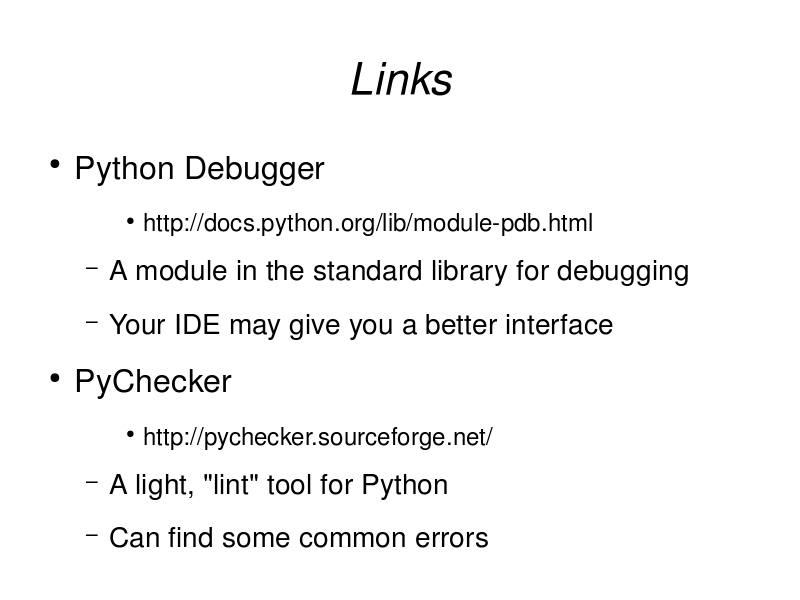 Links
• Python Debugger
• http://docs.python.org/lib/module-pdb.html
– A module in the standard library for debugging
– Your IDE may give you a better interface
• PyChecker
• http://pychecker.sourceforge.net/
– A light, "lint" tool for Python
– Can find some common errors